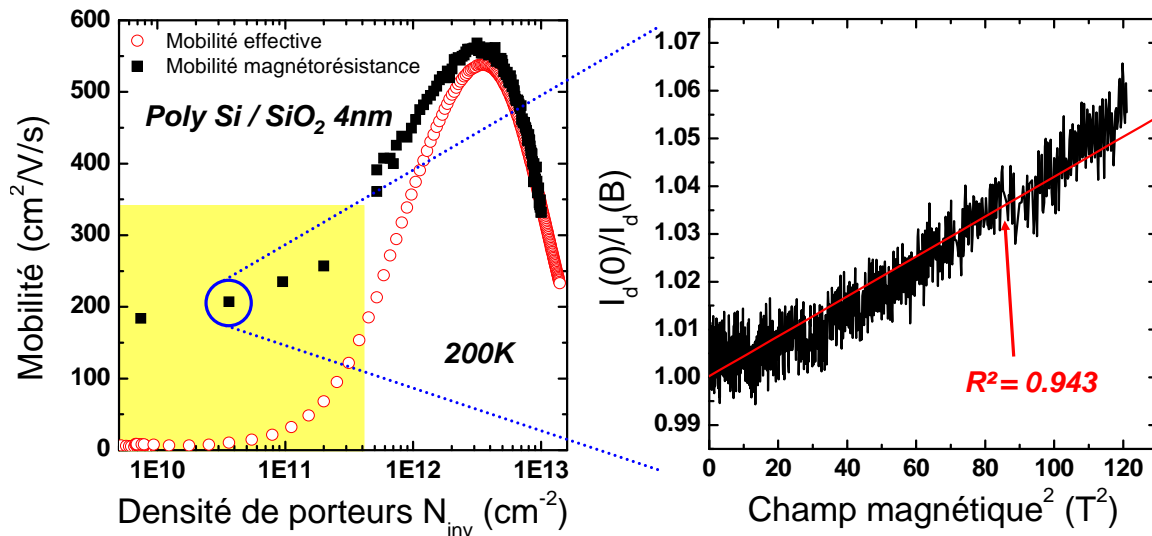 600
500
400
300
200
100
0
Mobilité (cm²/V/s)
Mobilité effective
Mobilité magnétorésistance
Poly Si / SiO₂ 4nm
200K
1E10 1E11 1E12 1E13
Densité de porteurs N_inv (cm⁻²)
1.07
1.06
1.05
1.04
1.03
1.02
1.01
1.00
0.99
I_d(0)/I_d(B)
R² = 0.943
0 20 40 60 80 100 120
Champ magnétique² (T²)